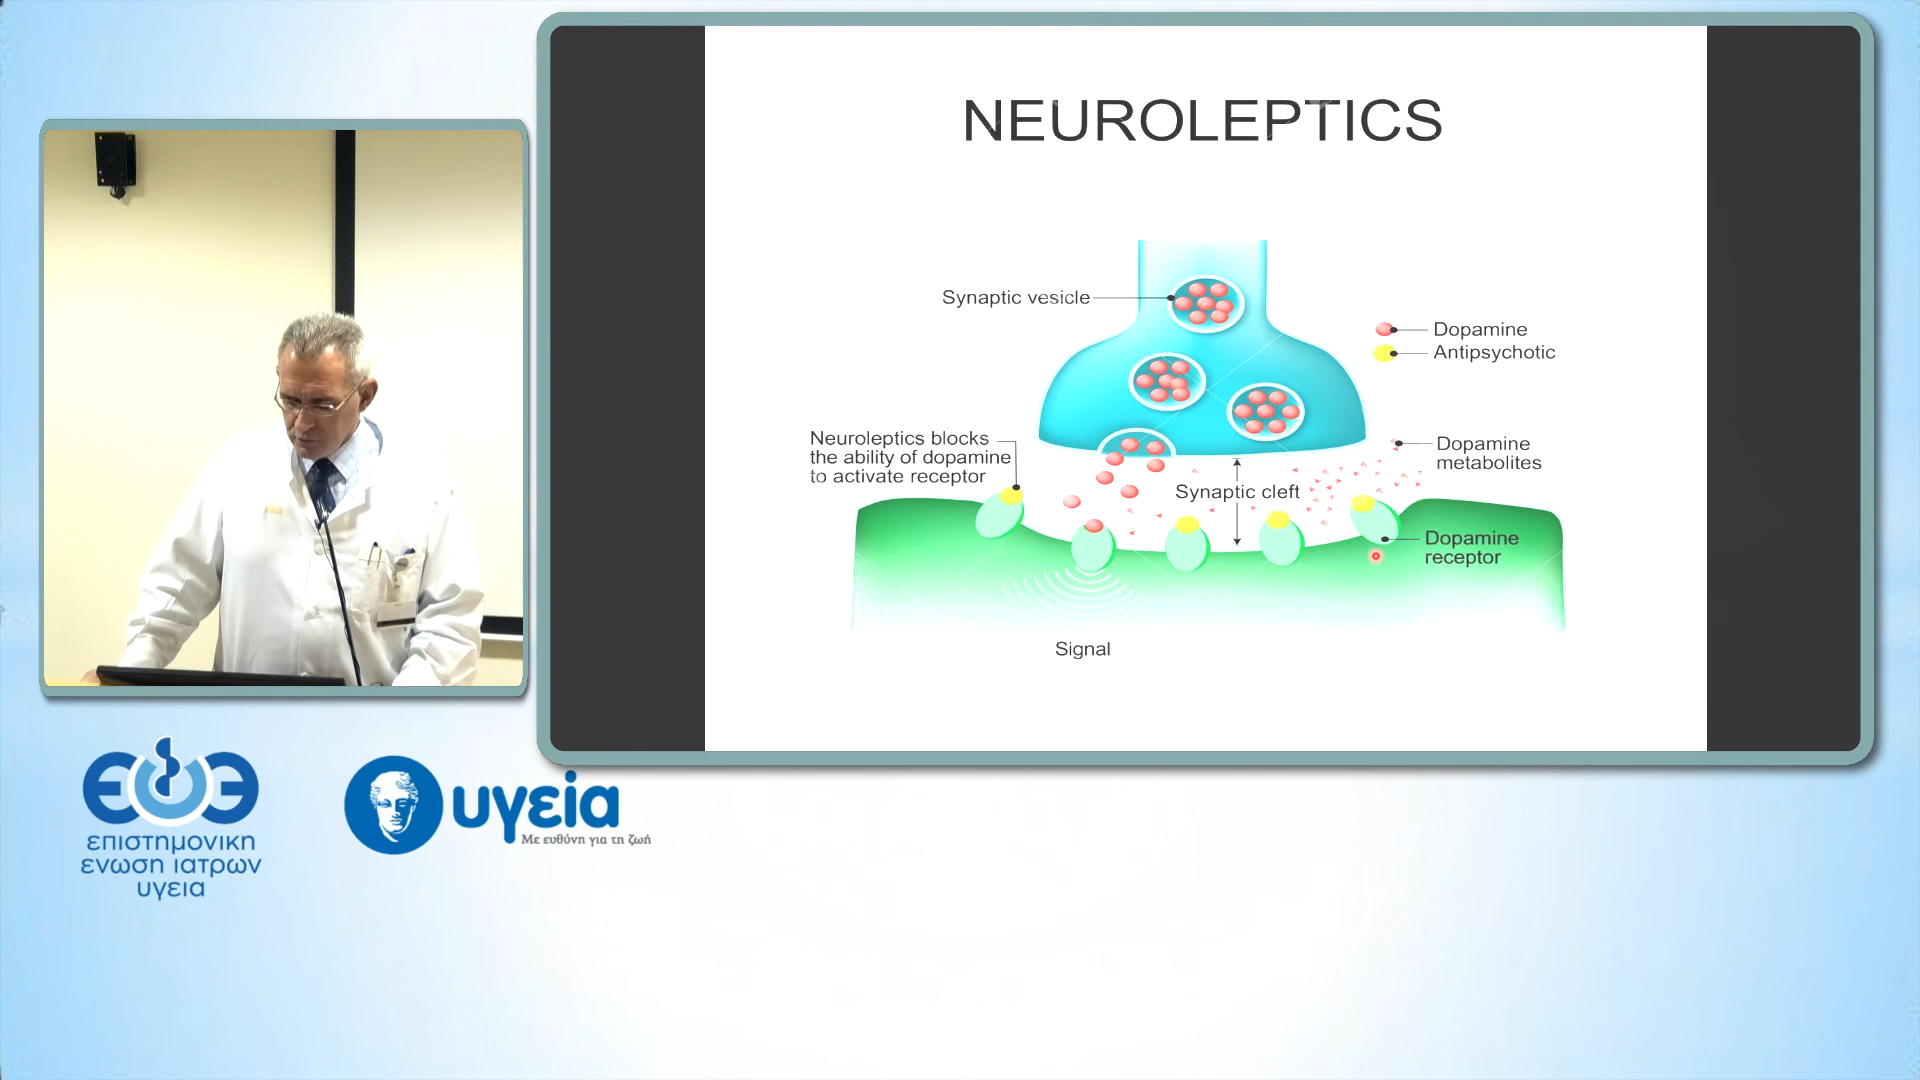 NEUROLEPTICS
Synaptic vesicle
Dopamine
Antipsychotic
Neuroleptics blocks
the ability of dopamine
to activate receptor
Dopamine
metabolites
Synaptic cleft
Dopamine
receptor
Signal
επιστημονικη
ενωση ιατρων
υγεια
υγεία
Με ευθύνη για τη ζωή